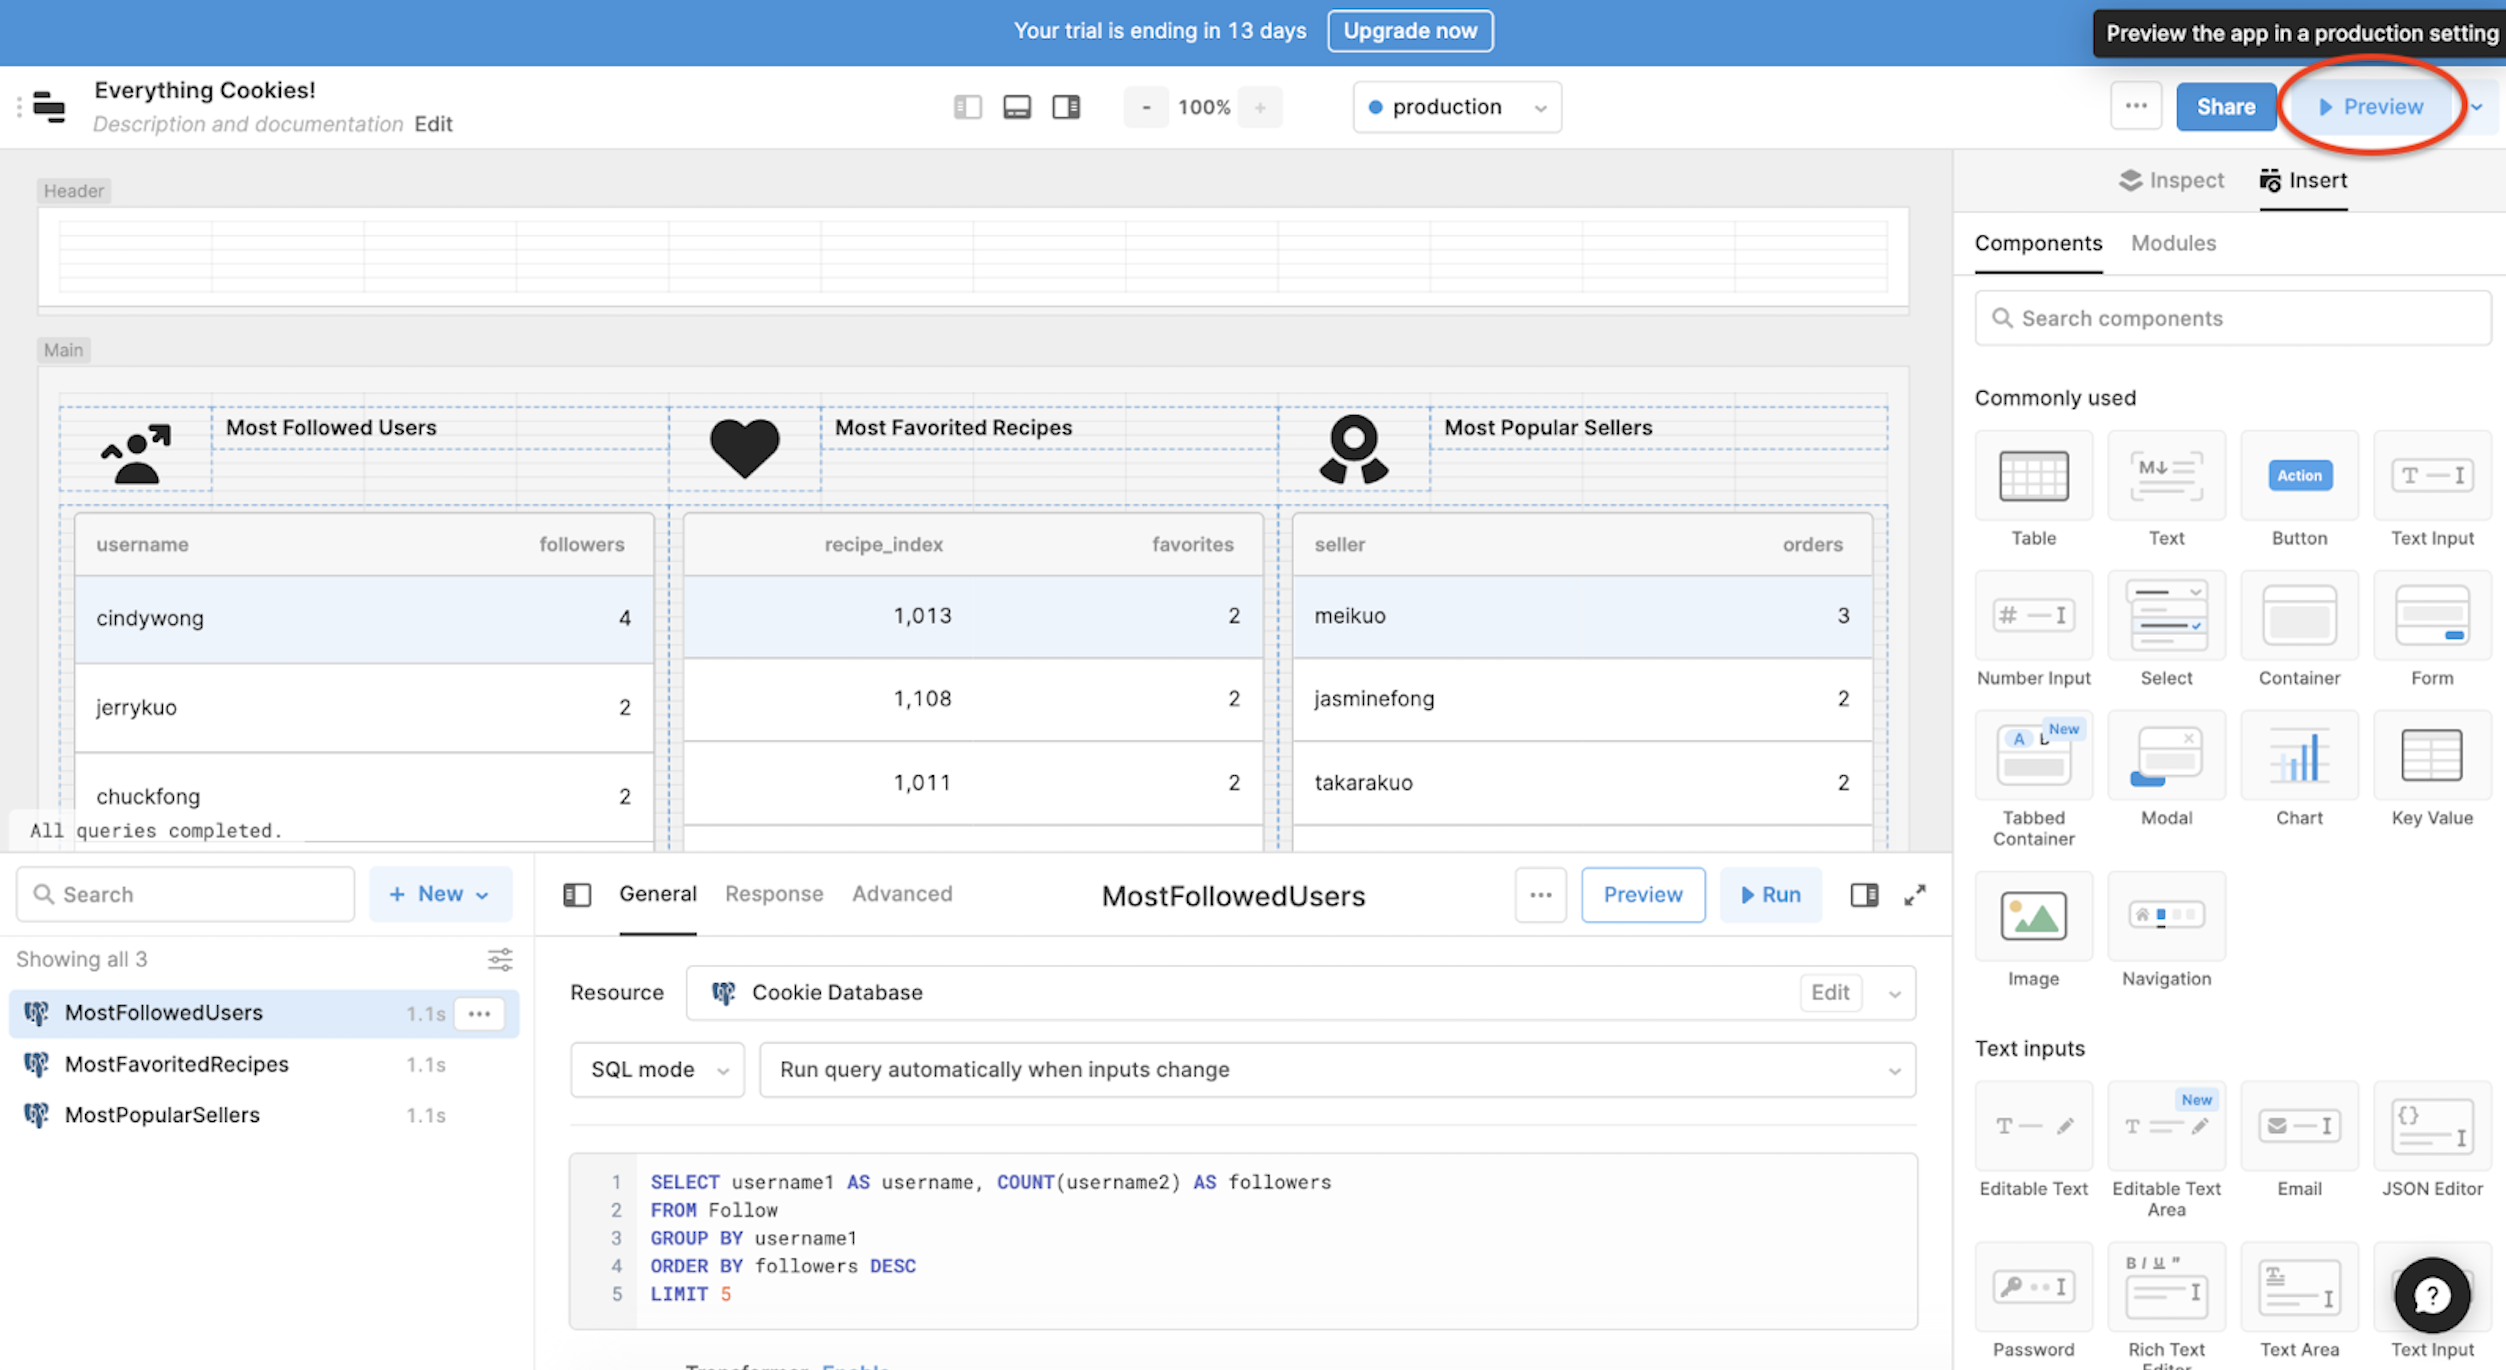 Your trial is ending in 13 days
Upgrade now
Preview the app in a production setting
Everything Cookies!
Description and documentation Edit
- 100% +
production
Share
Preview
Inspect
Insert
Header
Components
Modules
Search components
Main
Commonly used
Most Followed Users
Most Favorited Recipes
Most Popular Sellers
username followers
recipe_index favorites
seller orders
cindywong 4
1,013 2
meikuo 3
jerrykuo 2
1,108 2
jasminefong 2
chuckfong 2
1,011 2
takarakuo 2
All queries completed.
M
Action
T I
Table
Text
Button
Text Input
# I
Number Input
Select
Container
Form
A
New
Tabbed
Container
Modal
Chart
Key Value
Image
Navigation
Text inputs
T
T
New
I
{} I
Editable Text
Editable Text
Area
Email
JSON Editor
I
B I U "
I
T
I
Password
Rich Text
Text Area
Text Input
?
Search
+ New
General
Response
Advanced
MostFollowedUsers
Preview
Run
Showing all 3
MostFollowedUsers 1.1s
MostFavoritedRecipes 1.1s
MostPopularSellers 1.1s
Resource
Cookie Database
Edit
SQL mode
Run query automatically when inputs change
1 SELECT username1 AS username, COUNT(username2) AS followers
2 FROM Follow
3 GROUP BY username1
4 ORDER BY followers DESC
5 LIMIT 5